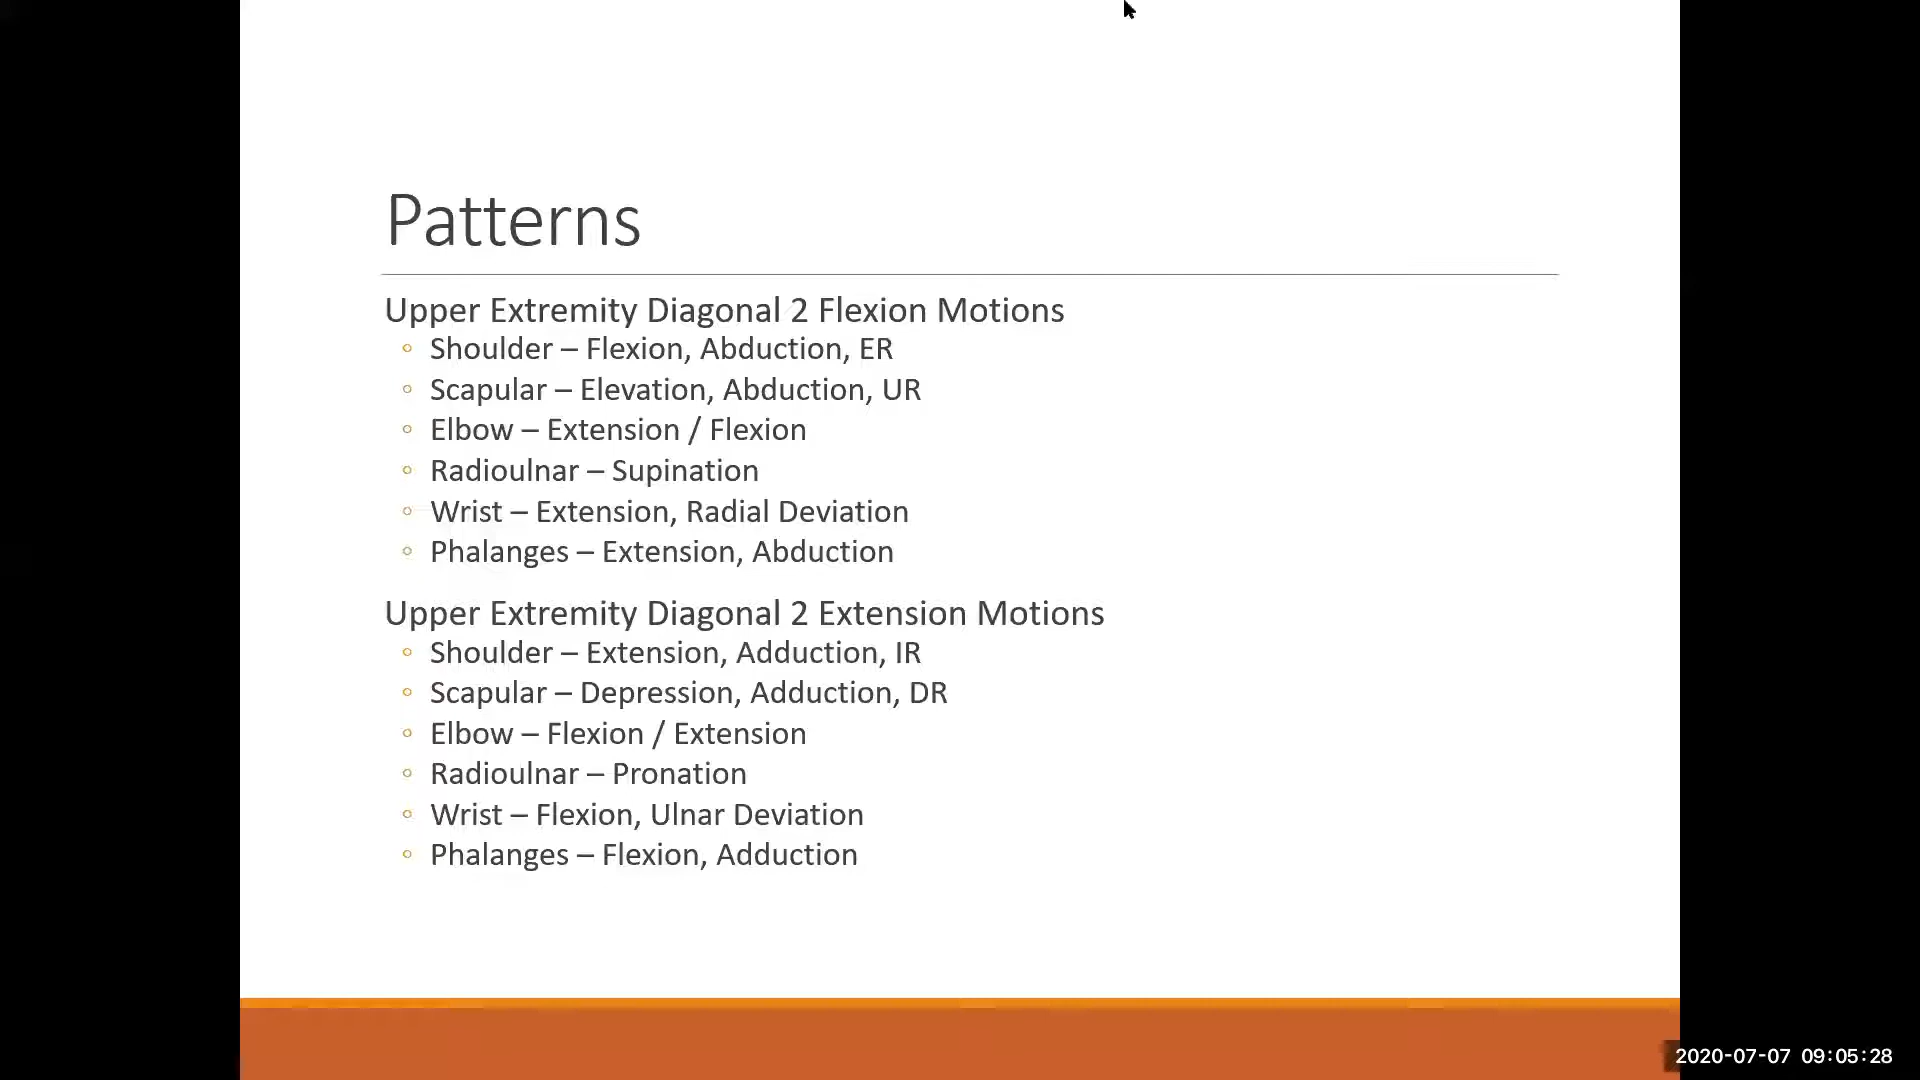 Patterns
Upper Extremity Diagonal 2 Flexion Motions
Shoulder – Flexion, Abduction, ER
Scapular – Elevation, Abduction, UR
Elbow – Extension / Flexion
Radioulnar – Supination
Wrist – Extension, Radial Deviation
Phalanges – Extension, Abduction
Upper Extremity Diagonal 2 Extension Motions
Shoulder – Extension, Adduction, IR
Scapular – Depression, Adduction, DR
Elbow – Flexion / Extension
Radioulnar – Pronation
Wrist – Flexion, Ulnar Deviation
Phalanges – Flexion, Adduction
2020-07-07 09:05:28